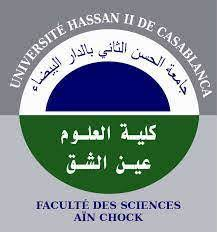 UNIVERSITÉ HASSAN II DE CASABLANCA
جامعة الحسن الثاني بالدار البيضاء
كلية العلوم
عين الشق
FACULTÉ DES SCIENCES
AÏN CHOCK